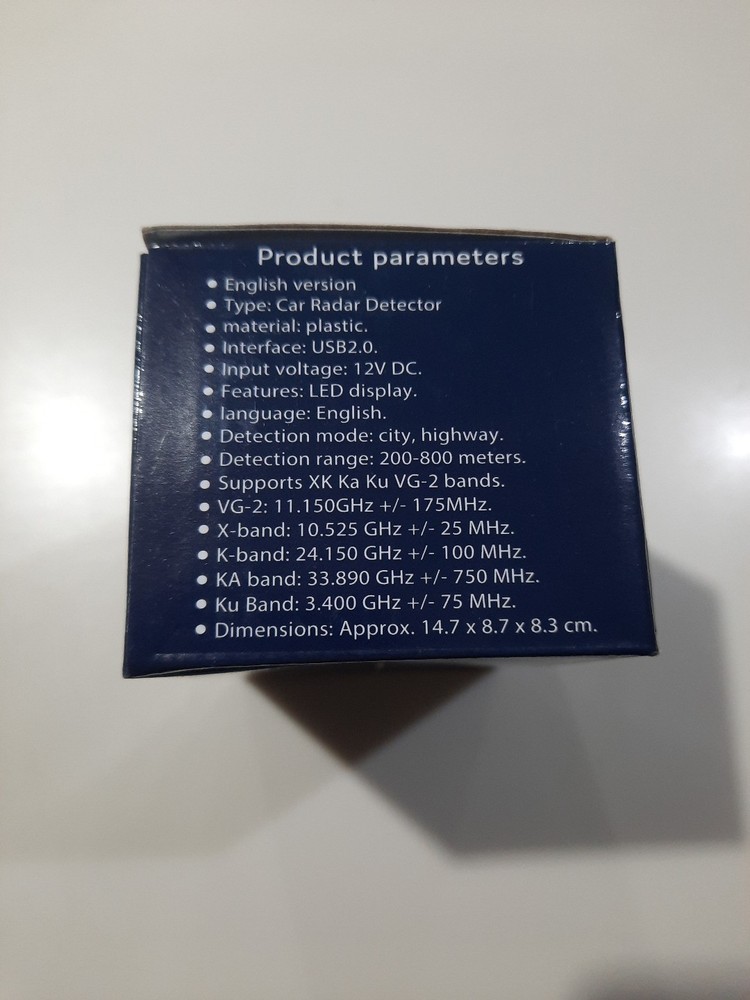 Product parameters
• English version
• Type: Car Radar Detector
• material: plastic.
• Interface: USB2.0.
• Input voltage: 12V DC.
• Features: LED display.
• language: English.
• Detection mode: city, highway.
• Detection range: 200-800 meters.
• Supports XK Ka Ku VG-2 bands.
• VG-2: 11.150GHz +/- 175MHz.
• X-band: 10.525 GHz +/- 25 MHz.
• K-band: 24.150 GHz +/- 100 MHz.
• KA band: 33.890 GHz +/- 750 MHz.
• Ku Band: 3.400 GHz +/- 75 MHz.
• Dimensions: Approx. 14.7 x 8.7 x 8.3 cm.